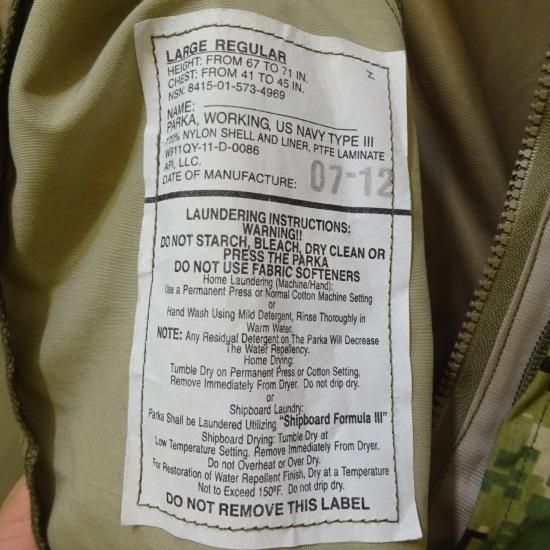 LARGE REGULAR
HEIGHT: FROM 67 TO 71 IN.
CHEST: FROM 41 TO 45 IN.
NSN: 8415-01-573-4969
NAME:
PARKA, WORKING, US NAVY TYPE III
100% NYLON SHELL AND LINER, PTFE LAMINATE
W911QY-11-D-0086
API, LLC.
DATE OF MANUFACTURE: 07-12
LAUNDERING INSTRUCTIONS:
WARNING!!
DO NOT STARCH, BLEACH, DRY CLEAN OR
PRESS THE PARKA
DO NOT USE FABRIC SOFTENERS
Home Laundering (Machine/Hand):
Use a Permanent Press or Normal Cotton Machine Setting
or
Hand Wash Using Mild Detergent, Rinse Thoroughly in
Warm Water.
NOTE: Any Residual Detergent on The Parka Will Decrease
The Water Repellency.
Home Drying:
Tumble Dry on Permanent Press or Cotton Setting,
Remove Immediately From Dryer. Do not drip dry.
or
Shipboard Laundry:
Parka Shall be Laundered Utilizing "Shipboard Formula III"
Shipboard Drying: Tumble Dry at
Low Temperature Setting. Remove Immediately From Dryer.
Do not Overheat or Over Dry.
For Restoration of Water Repellent Finish, Dry at a Temperature
Not to Exceed 150ºF. Do not drip dry.
DO NOT REMOVE THIS LABEL